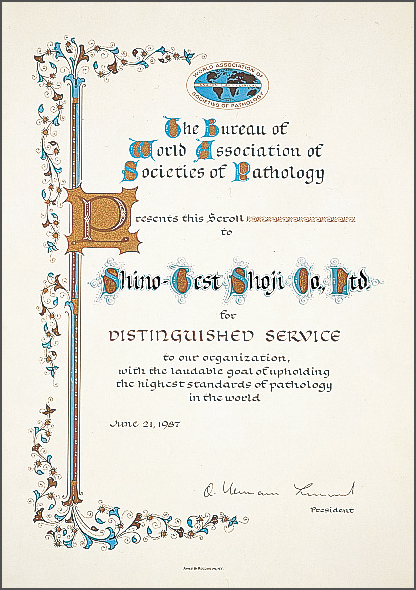 WORLD ASSOCIATION OF
SOCIETIES OF PATHOLOGY
The Bureau of
World Association of
Societies of Pathology
Presents this Scroll
to
Shino-Test Shoji Co., Ltd.
for
DISTINGUISHED SERVICE
to our organization,
with the laudable goal of upholding
the highest standards of pathology
in the world
June 21, 1987
President